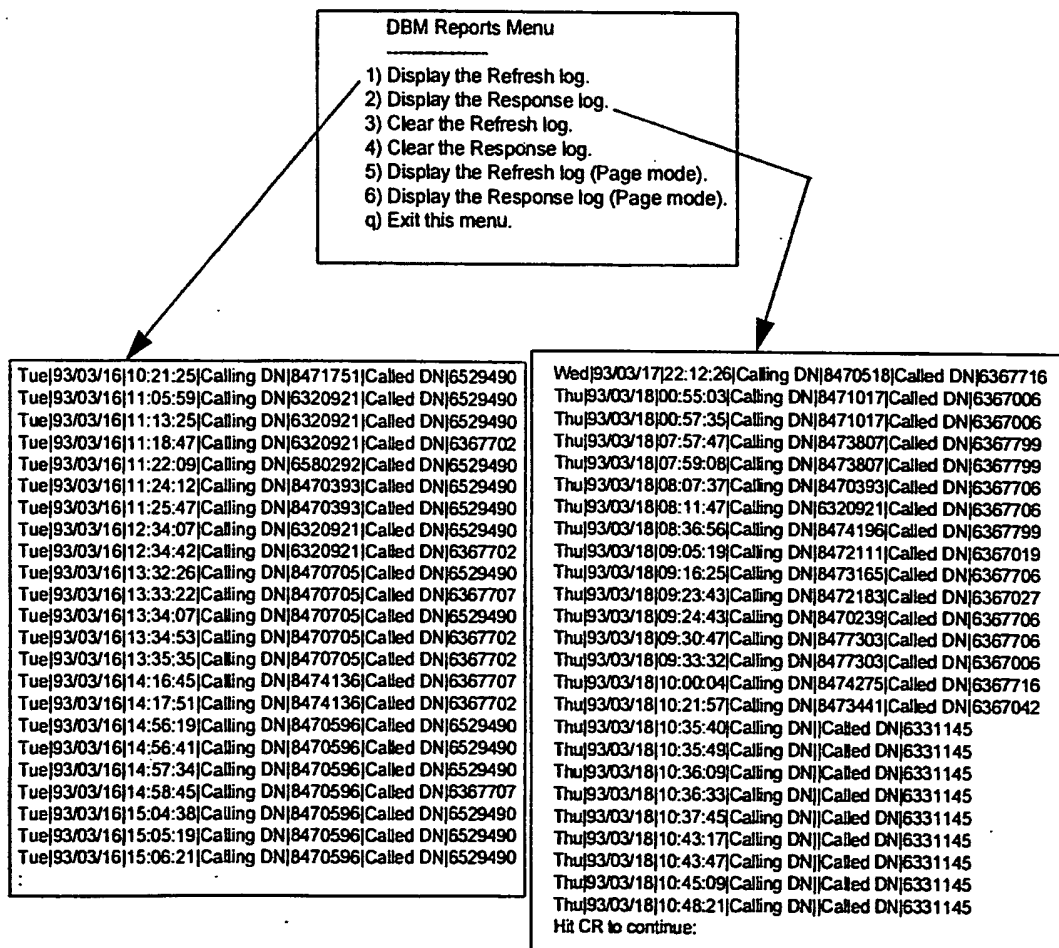 DBM Reports Menu
1) Display the Refresh log.
2) Display the Response log.
3) Clear the Refresh log.
4) Clear the Response log.
5) Display the Refresh log (Page mode).
6) Display the Response log (Page mode).
q) Exit this menu.
Tue|93/03/16|10:21:25|Calling DN|8471751|Called DN|6529490
Tue|93/03/16|11:05:59|Calling DN|6320921|Called DN|6529490
Tue|93/03/16|11:13:25|Calling DN|6320921|Called DN|6529490
Tue|93/03/16|11:18:47|Calling DN|6320921|Called DN|6367702
Tue|93/03/16|11:22:09|Calling DN|6580292|Called DN|6529490
Tue|93/03/16|11:24:12|Calling DN|8470393|Called DN|6529490
Tue|93/03/16|11:25:47|Calling DN|8470393|Called DN|6529490
Tue|93/03/16|12:34:07|Calling DN|6320921|Called DN|6529490
Tue|93/03/16|12:34:42|Calling DN|6320921|Called DN|6367702
Tue|93/03/16|13:32:26|Calling DN|8470705|Called DN|6529490
Tue|93/03/16|13:33:22|Calling DN|8470705|Called DN|6367707
Tue|93/03/16|13:34:07|Calling DN|8470705|Called DN|6529490
Tue|93/03/16|13:34:53|Calling DN|8470705|Called DN|6367702
Tue|93/03/16|13:35:35|Calling DN|8470705|Called DN|6367702
Tue|93/03/16|14:16:45|Calling DN|8474136|Called DN|6367707
Tue|93/03/16|14:17:51|Calling DN|8474136|Called DN|6367702
Tue|93/03/16|14:56:19|Calling DN|8470596|Called DN|6529490
Tue|93/03/16|14:56:41|Calling DN|8470596|Called DN|6529490
Tue|93/03/16|14:57:34|Calling DN|8470596|Called DN|6529490
Tue|93/03/16|14:58:45|Calling DN|8470596|Called DN|6367707
Tue|93/03/16|15:04:38|Calling DN|8470596|Called DN|6529490
Tue|93/03/16|15:05:19|Calling DN|8470596|Called DN|6529490
Tue|93/03/16|15:06:21|Calling DN|8470596|Called DN|6529490
:
Wed|93/03/17|22:12:26|Calling DN|8470518|Called DN|6367716
Thu|93/03/18|00:55:03|Calling DN|8471017|Called DN|6367006
Thu|93/03/18|00:57:35|Calling DN|8471017|Called DN|6367006
Thu|93/03/18|07:57:47|Calling DN|8473807|Called DN|6367799
Thu|93/03/18|07:59:08|Calling DN|8473807|Called DN|6367799
Thu|93/03/18|08:07:37|Calling DN|8470393|Called DN|6367706
Thu|93/03/18|08:11:47|Calling DN|6320921|Called DN|6367706
Thu|93/03/18|08:36:56|Calling DN|8474196|Called DN|6367799
Thu|93/03/18|09:05:19|Calling DN|8472111|Called DN|6367019
Thu|93/03/18|09:16:25|Calling DN|8473165|Called DN|6367706
Thu|93/03/18|09:23:43|Calling DN|8472183|Called DN|6367027
Thu|93/03/18|09:24:43|Calling DN|8470239|Called DN|6367706
Thu|93/03/18|09:30:47|Calling DN|8477303|Called DN|6367706
Thu|93/03/18|09:33:32|Calling DN|8477303|Called DN|6367006
Thu|93/03/18|10:00:04|Calling DN|8474275|Called DN|6367716
Thu|93/03/18|10:21:57|Calling DN|8473441|Called DN|6367042
Thu|93/03/18|10:35:40|Calling DN||Called DN|6331145
Thu|93/03/18|10:35:49|Calling DN||Called DN|6331145
Thu|93/03/18|10:36:09|Calling DN||Called DN|6331145
Thu|93/03/18|10:36:33|Calling DN||Called DN|6331145
Thu|93/03/18|10:37:45|Calling DN||Called DN|6331145
Thu|93/03/18|10:43:17|Calling DN||Called DN|6331145
Thu|93/03/18|10:43:47|Calling DN||Called DN|6331145
Thu|93/03/18|10:45:09|Calling DN||Called DN|6331145
Thu|93/03/18|10:48:21|Calling DN||Called DN|6331145
Hit CR to continue: